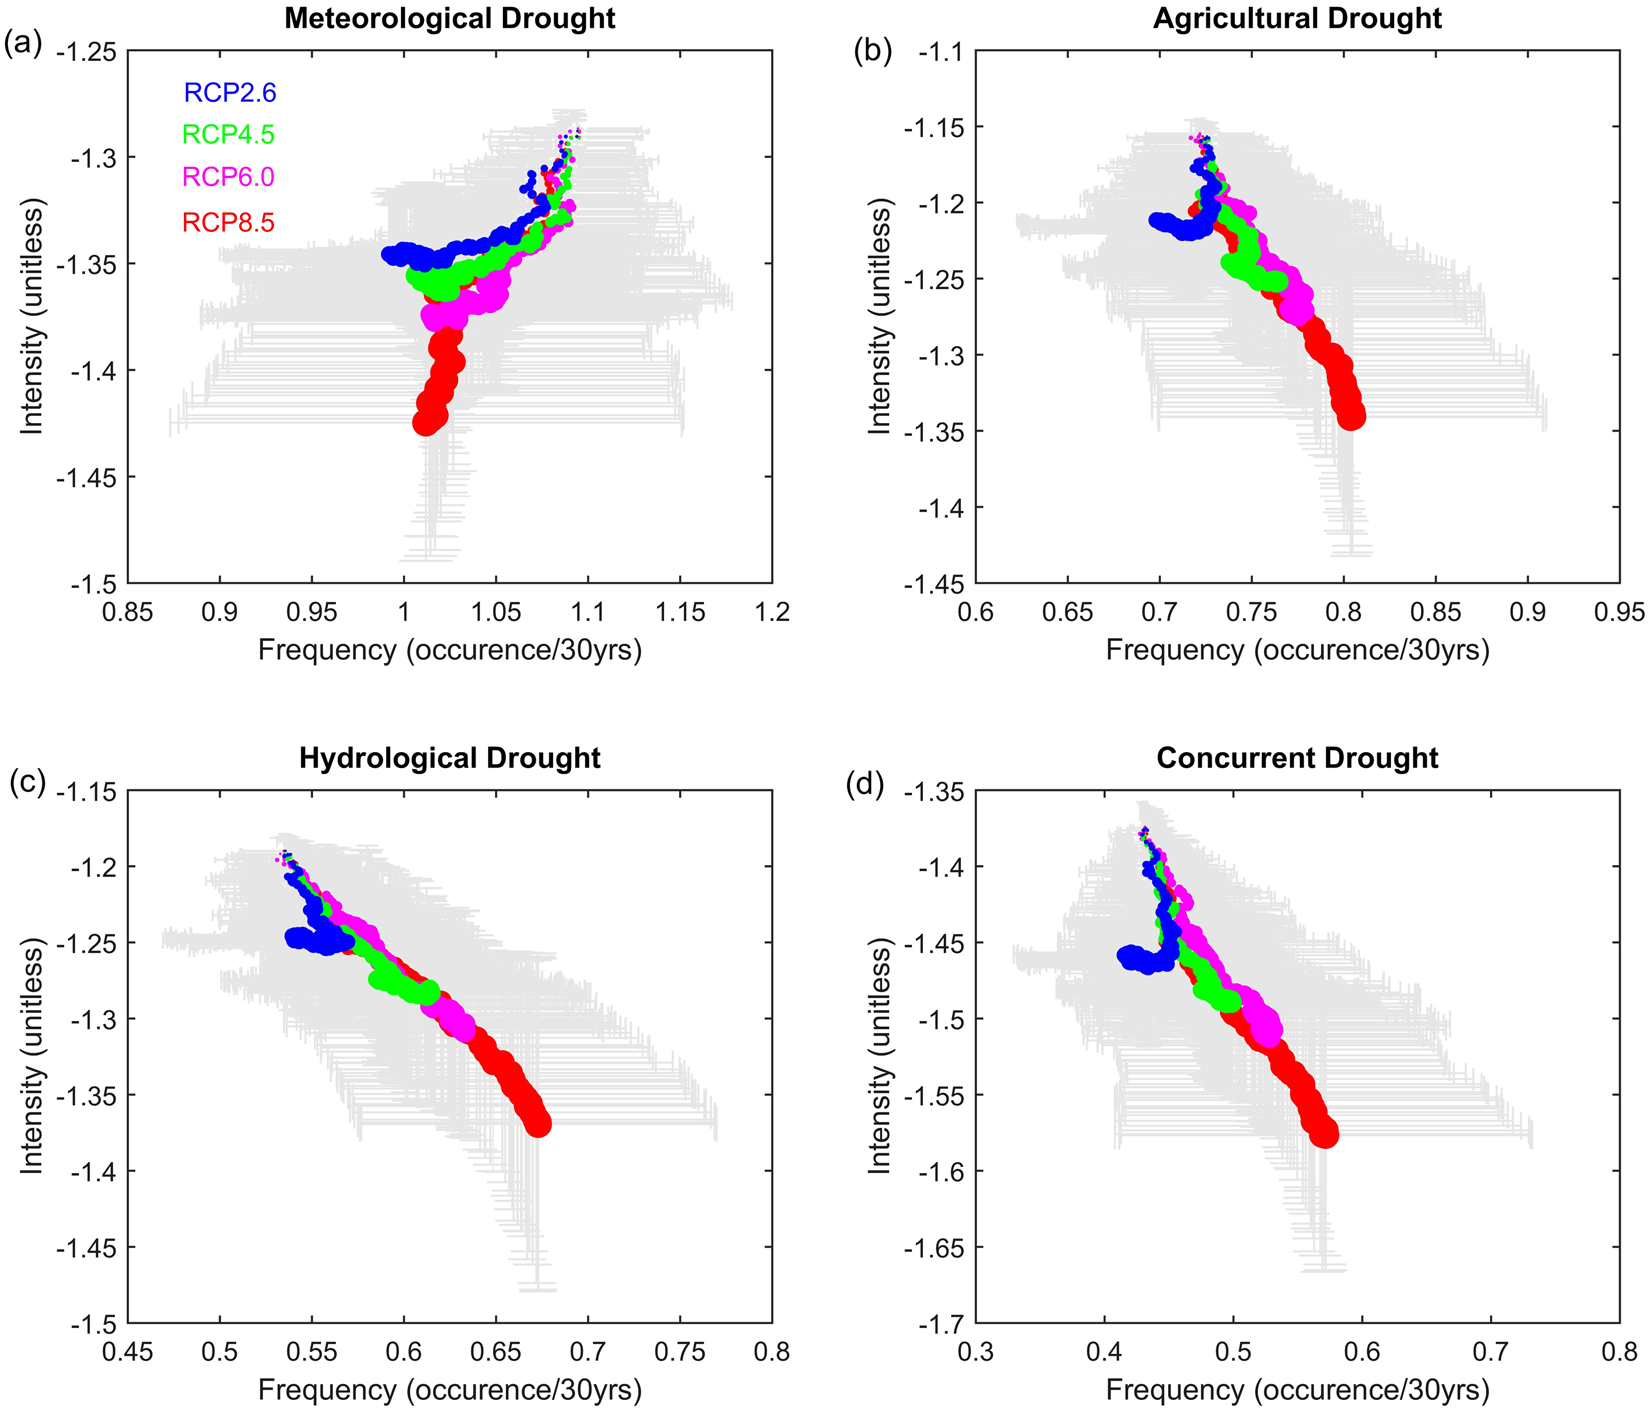 Meteorological Drought
(a)
-1.25
-1.3
-1.35
-1.4
-1.45
-1.5
Intensity (unitless)
RCP2.6
RCP4.5
RCP6.0
RCP8.5
0.85 0.9 0.95 1 1.05 1.1 1.15 1.2
Frequency (occurence/30yrs)
Agricultural Drought
(b)
-1.1
-1.15
-1.2
-1.25
-1.3
-1.35
-1.4
-1.45
Intensity (unitless)
0.6 0.65 0.7 0.75 0.8 0.85 0.9 0.95
Frequency (occurence/30yrs)
Hydrological Drought
(c)
-1.15
-1.2
-1.25
-1.3
-1.35
-1.4
-1.45
-1.5
Intensity (unitless)
0.45 0.5 0.55 0.6 0.65 0.7 0.75 0.8
Frequency (occurence/30yrs)
Concurrent Drought
(d)
-1.35
-1.4
-1.45
-1.5
-1.55
-1.6
-1.65
-1.7
Intensity (unitless)
0.3 0.4 0.5 0.6 0.7 0.8
Frequency (occurence/30yrs)